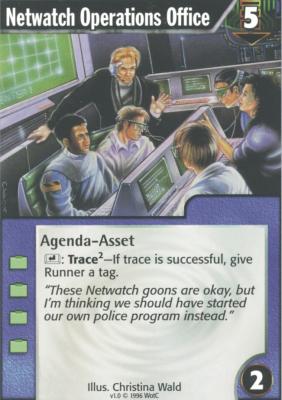 Netwatch Operations Office
5
Agenda-Asset
: Trace²—If trace is successful, give
Runner a tag.
"These Netwatch goons are okay, but
I'm thinking we should have started
our own police program instead."
2
Illus. Christina Wald
v1.0 © 1996 WotC